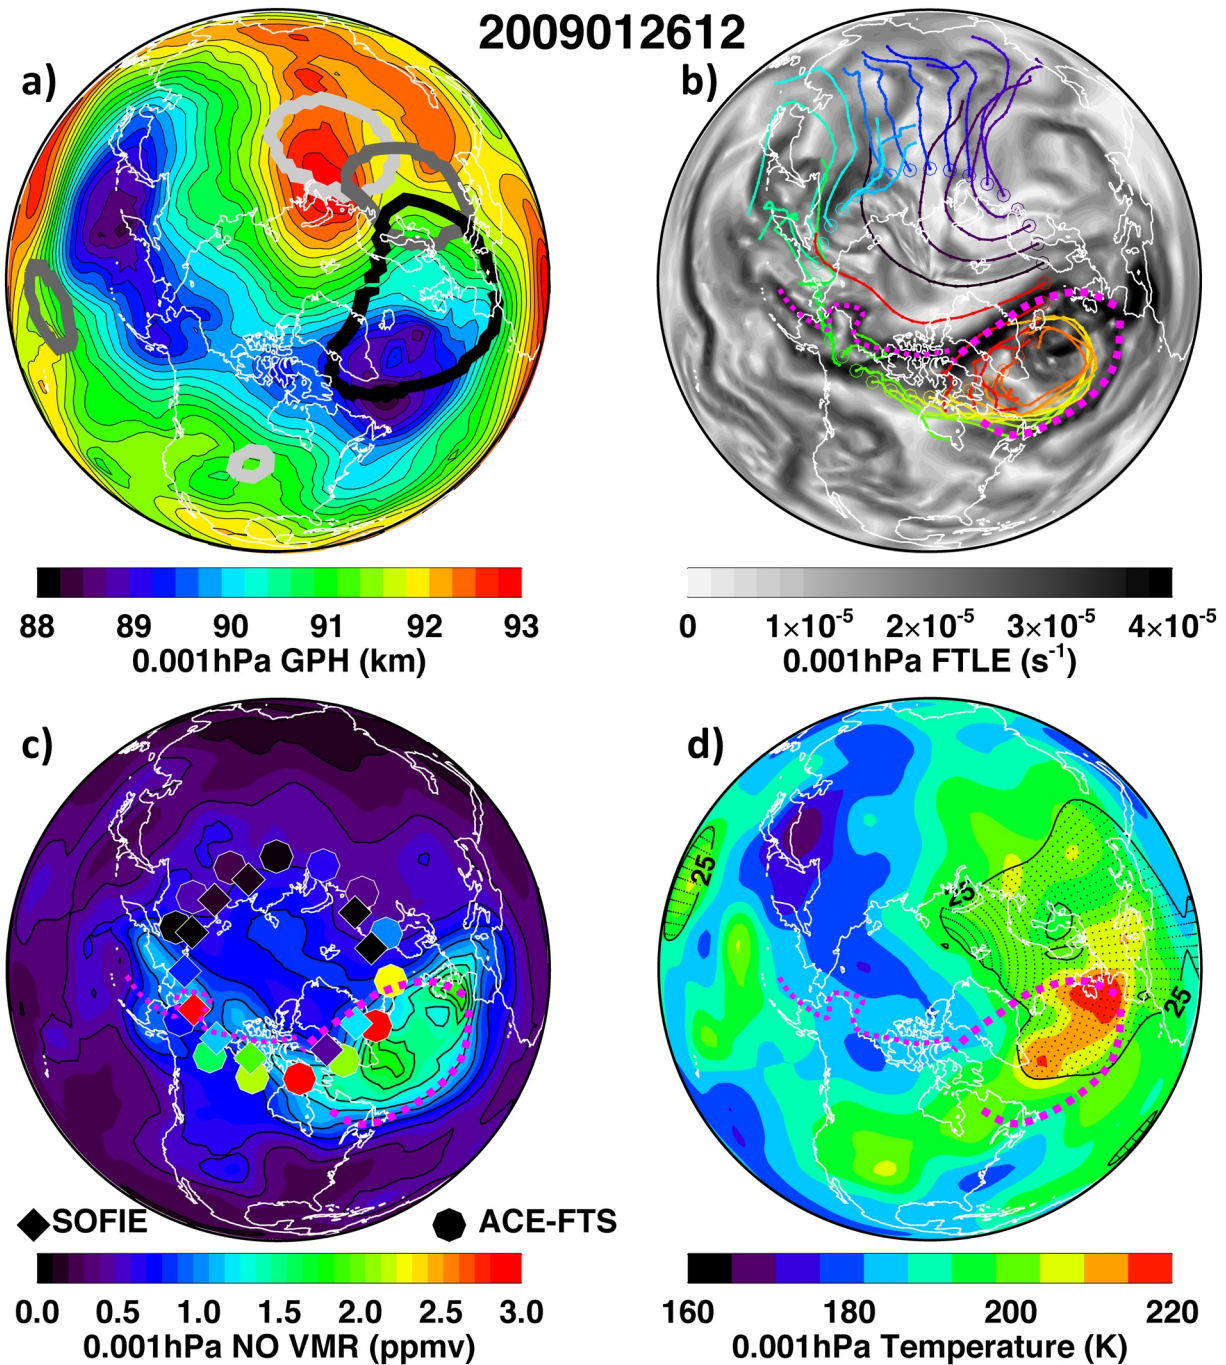 2009012612
a)
b)
88 89 90 91 92 93
0.001hPa GPH (km)
0 1×10⁻⁵ 2×10⁻⁵ 3×10⁻⁵ 4×10⁻⁵
0.001hPa FTLE (s⁻¹)
c)
d)
25
25
25
SOFIE
ACE-FTS
0.0 0.5 1.0 1.5 2.0 2.5 3.0
0.001hPa NO VMR (ppmv)
160 180 200 220
0.001hPa Temperature (K)